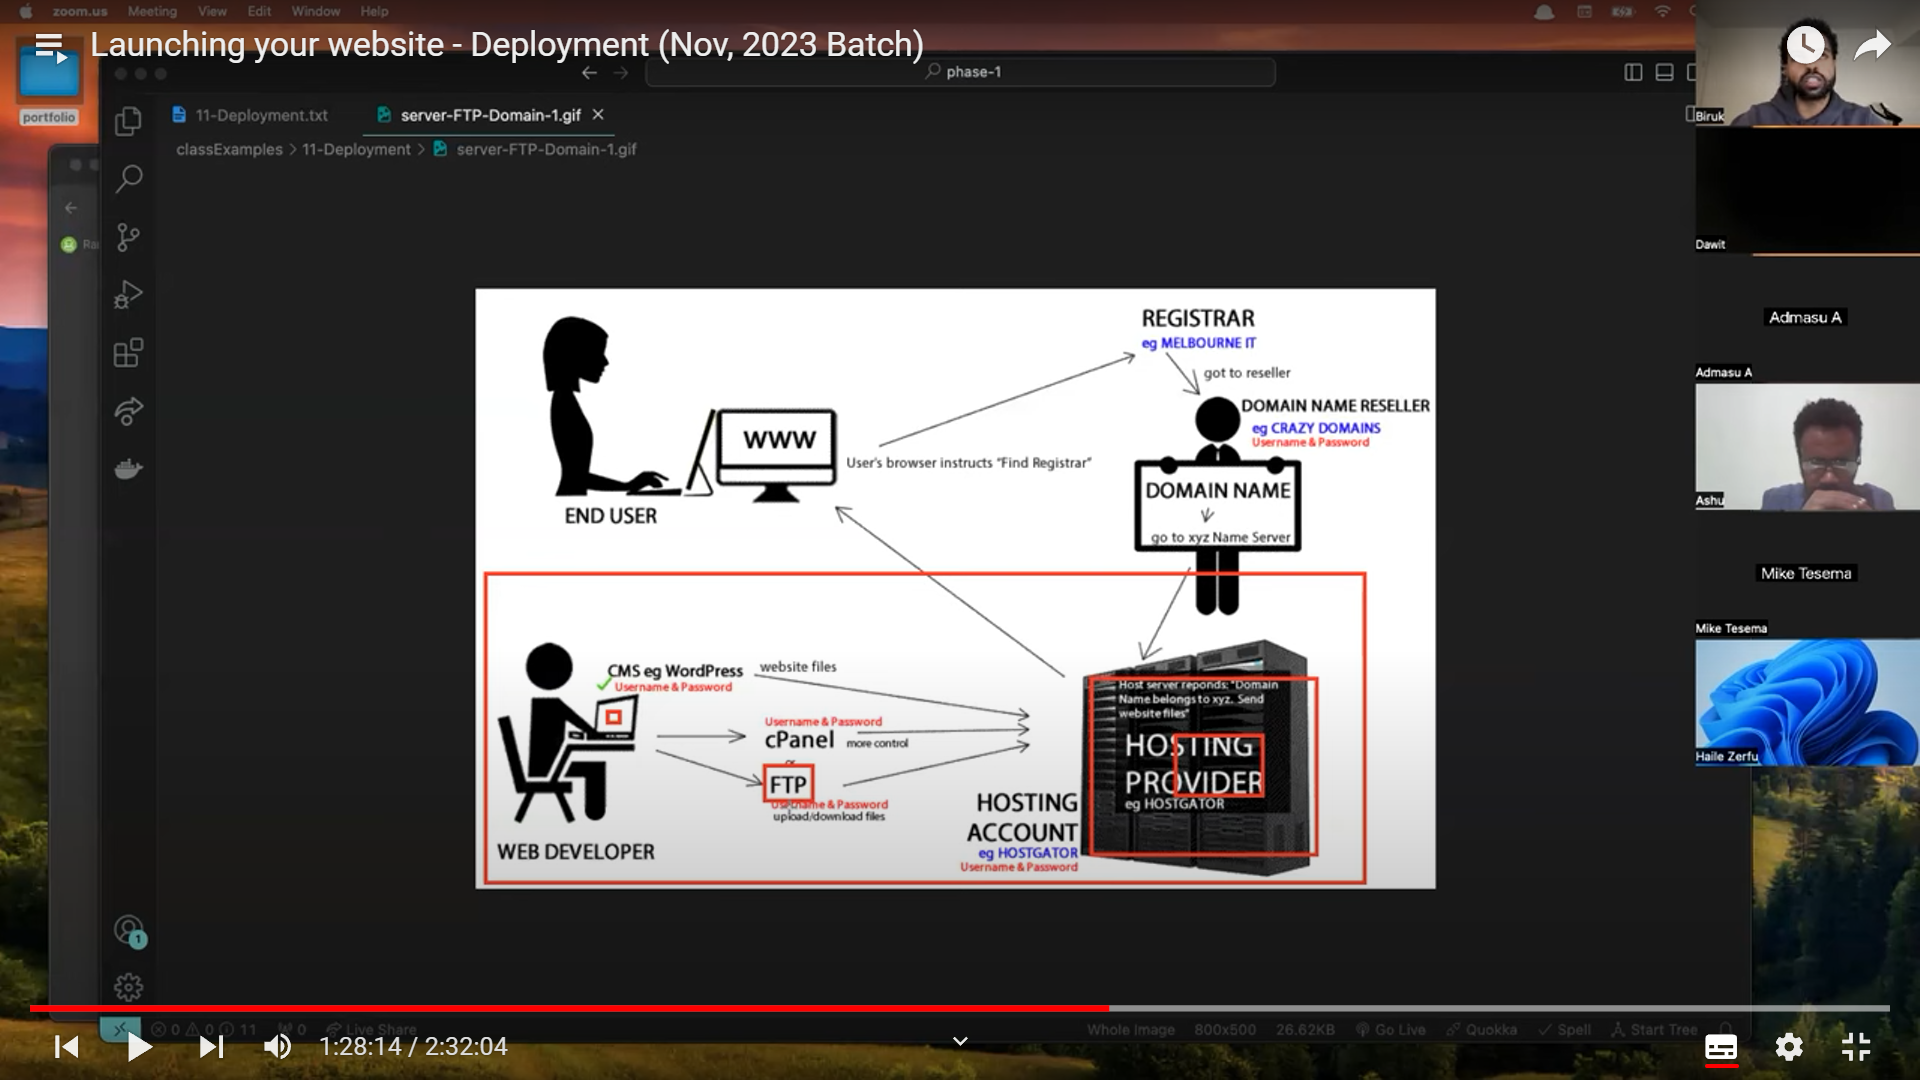 zoom.us Meeting View Edit Window Help
Launching your website - Deployment (Nov, 2023 Batch)
phase-1
portfolio
11-Deployment.txt
server-FTP-Domain-1.gif
classExamples > 11-Deployment > server-FTP-Domain-1.gif
REGISTRAR
eg MELBOURNE IT
got to reseller
DOMAIN NAME RESELLER
eg CRAZY DOMAINS
Username & Password
WWW
User's browser instructs "Find Registrar"
DOMAIN NAME
go to xyz Name Server
END USER
CMS eg WordPress
Username & Password
website files
Username & Password
cPanel more control
or
FTP
Username & Password
upload/download files
WEB DEVELOPER
Host server reponds: "Domain
Name belongs to xyz. Send
website files"
HOSTING
PROVIDER
eg HOSTGATOR
HOSTING
ACCOUNT
eg HOSTGATOR
Username & Password
Biruk
Dawit
Admasu A
Admasu A
Ashu
Mike Tesema
Mike Tesema
Haile Zerfu
1
0 0 11 0 Live Share
Whole Image 800x500 26.62KB Go Live Quokka Spell Start Tree
1:28:14 / 2:32:04